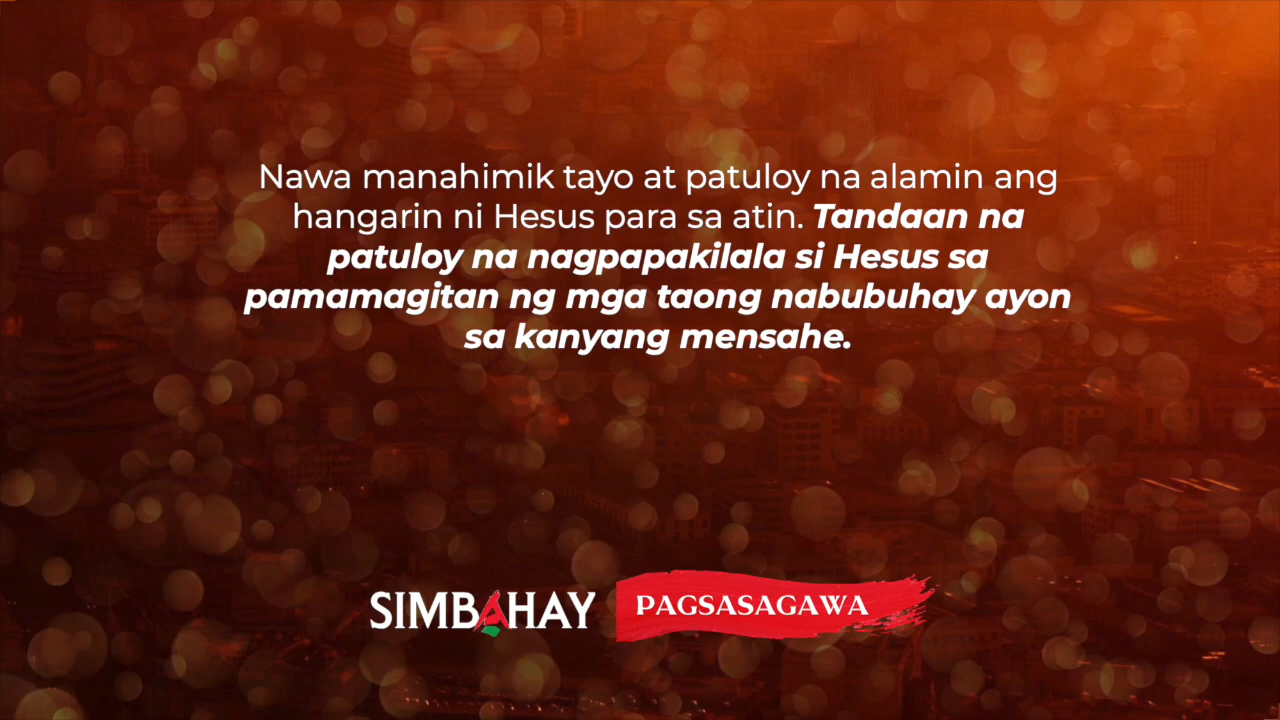 Nawa manahimik tayo at patuloy na alamin ang
hangarin ni Hesus para sa atin. Tandaan na
patuloy na nagpapakilala si Hesus sa
pamamagitan ng mga taong nabubuhay ayon
sa kanyang mensahe.
SIMBAHAY PAGSASAGAWA